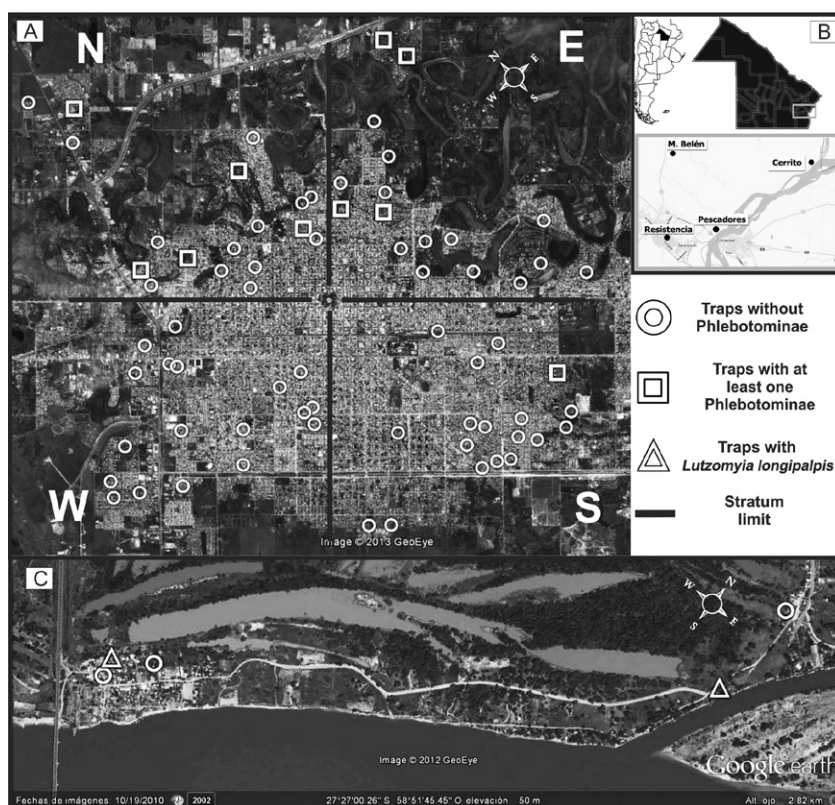 A
N
E
N
E
W
S
W
S
Image © 2013 GeoEye
B
M. Belén
Cerrito
Pescadores
Resistencia
Traps without
Phlebotominae
Traps with at
least one
Phlebotominae
Traps with
Lutzomyia longipalpis
Stratum
limit
C
W
N
S
E
Image © 2012 GeoEye
Google earth
Fechas de imágenes: 10/19/2010
2002
27°27'00.26" S 58°51'45.45" O elevación 50 m
Alt. ojo 2.82 km